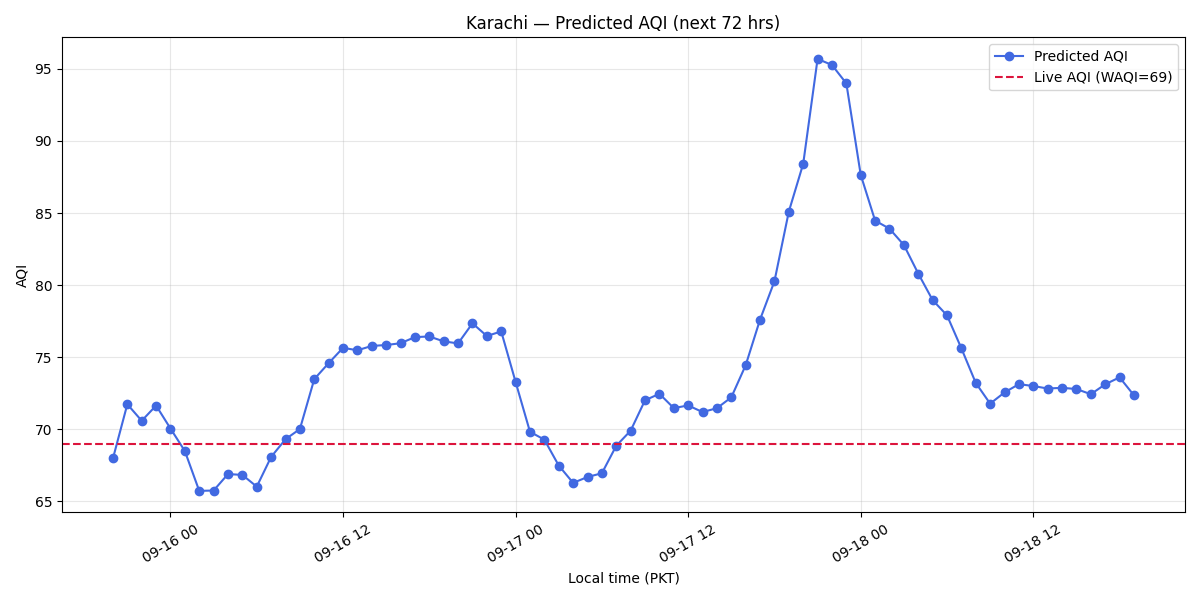 Karachi — Predicted AQI (next 72 hrs)
Predicted AQI
Live AQI (WAQI=69)
AQI
95
90
85
80
75
70
65
09-16 00
09-16 12
09-17 00
09-17 12
09-18 00
09-18 12
Local time (PKT)